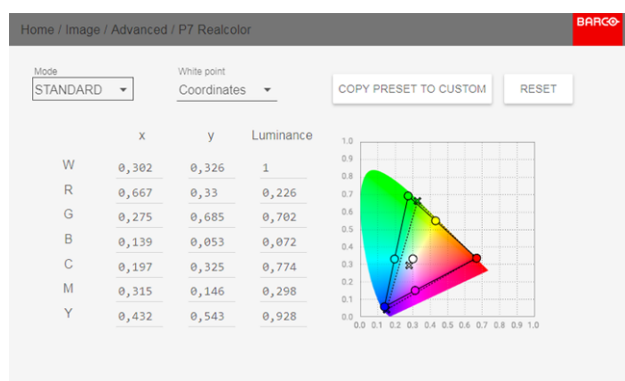 Home / Image / Advanced / P7 Realcolor
BARCO
Mode
White point
STANDARD
Coordinates
COPY PRESET TO CUSTOM
RESET
x y Luminance
W 0,302 0,326 1
R 0,667 0,33 0,226
G 0,275 0,685 0,702
B 0,139 0,053 0,072
C 0,197 0,325 0,774
M 0,315 0,146 0,298
Y 0,432 0,543 0,928
1.0
0.9
0.8
0.7
0.6
0.5
0.4
0.3
0.2
0.1
0.0
0.0 0.1 0.2 0.3 0.4 0.5 0.6 0.7 0.8 0.9 1.0